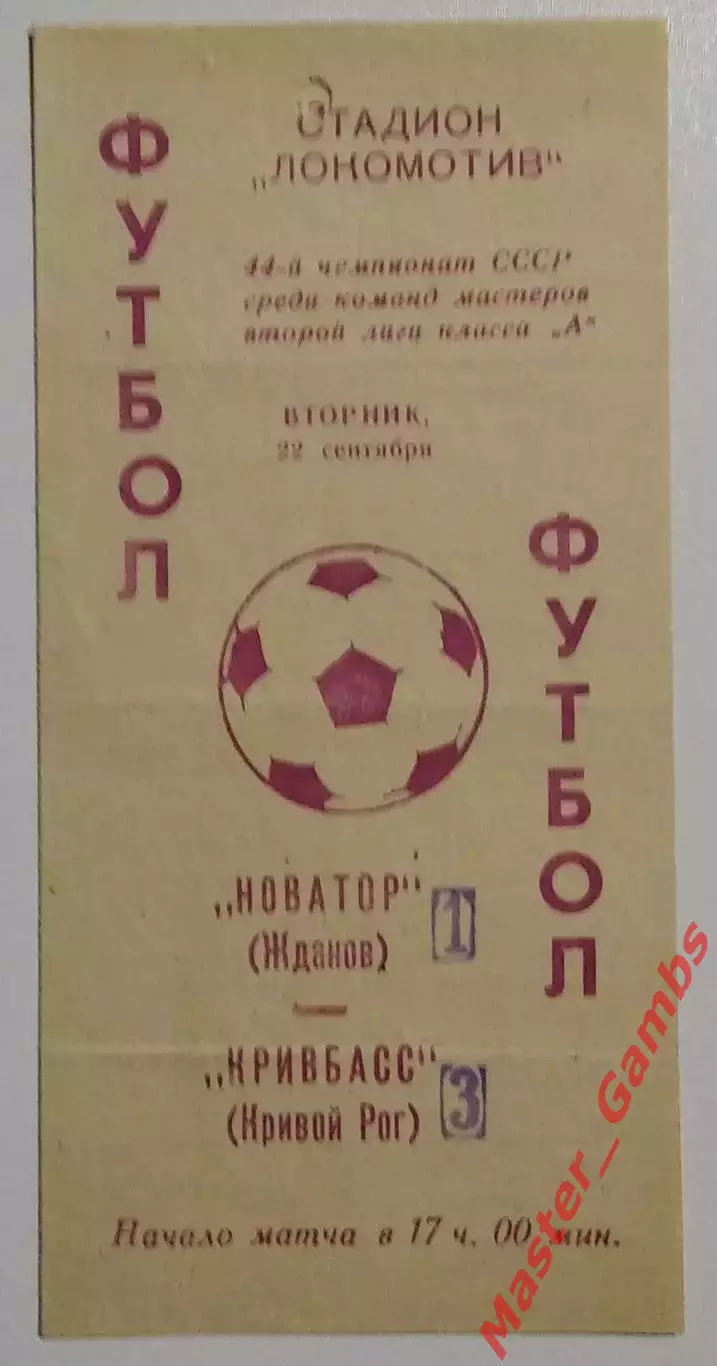 ФУТБОЛ
СТАДИОН
„ЛОКОМОТИВ“
44-й чемпионат СССР
среди команд мастеров
второй лиги класса „А“
ВТОРНИК,
22 сентября
ФУТБОЛ
„НОВАТОР“ 1
(Жданов)
—
„КРИВБАСС“ 3
(Кривой Рог)
Начало матча в 17 ч. 00 мин.
Master_Gambs